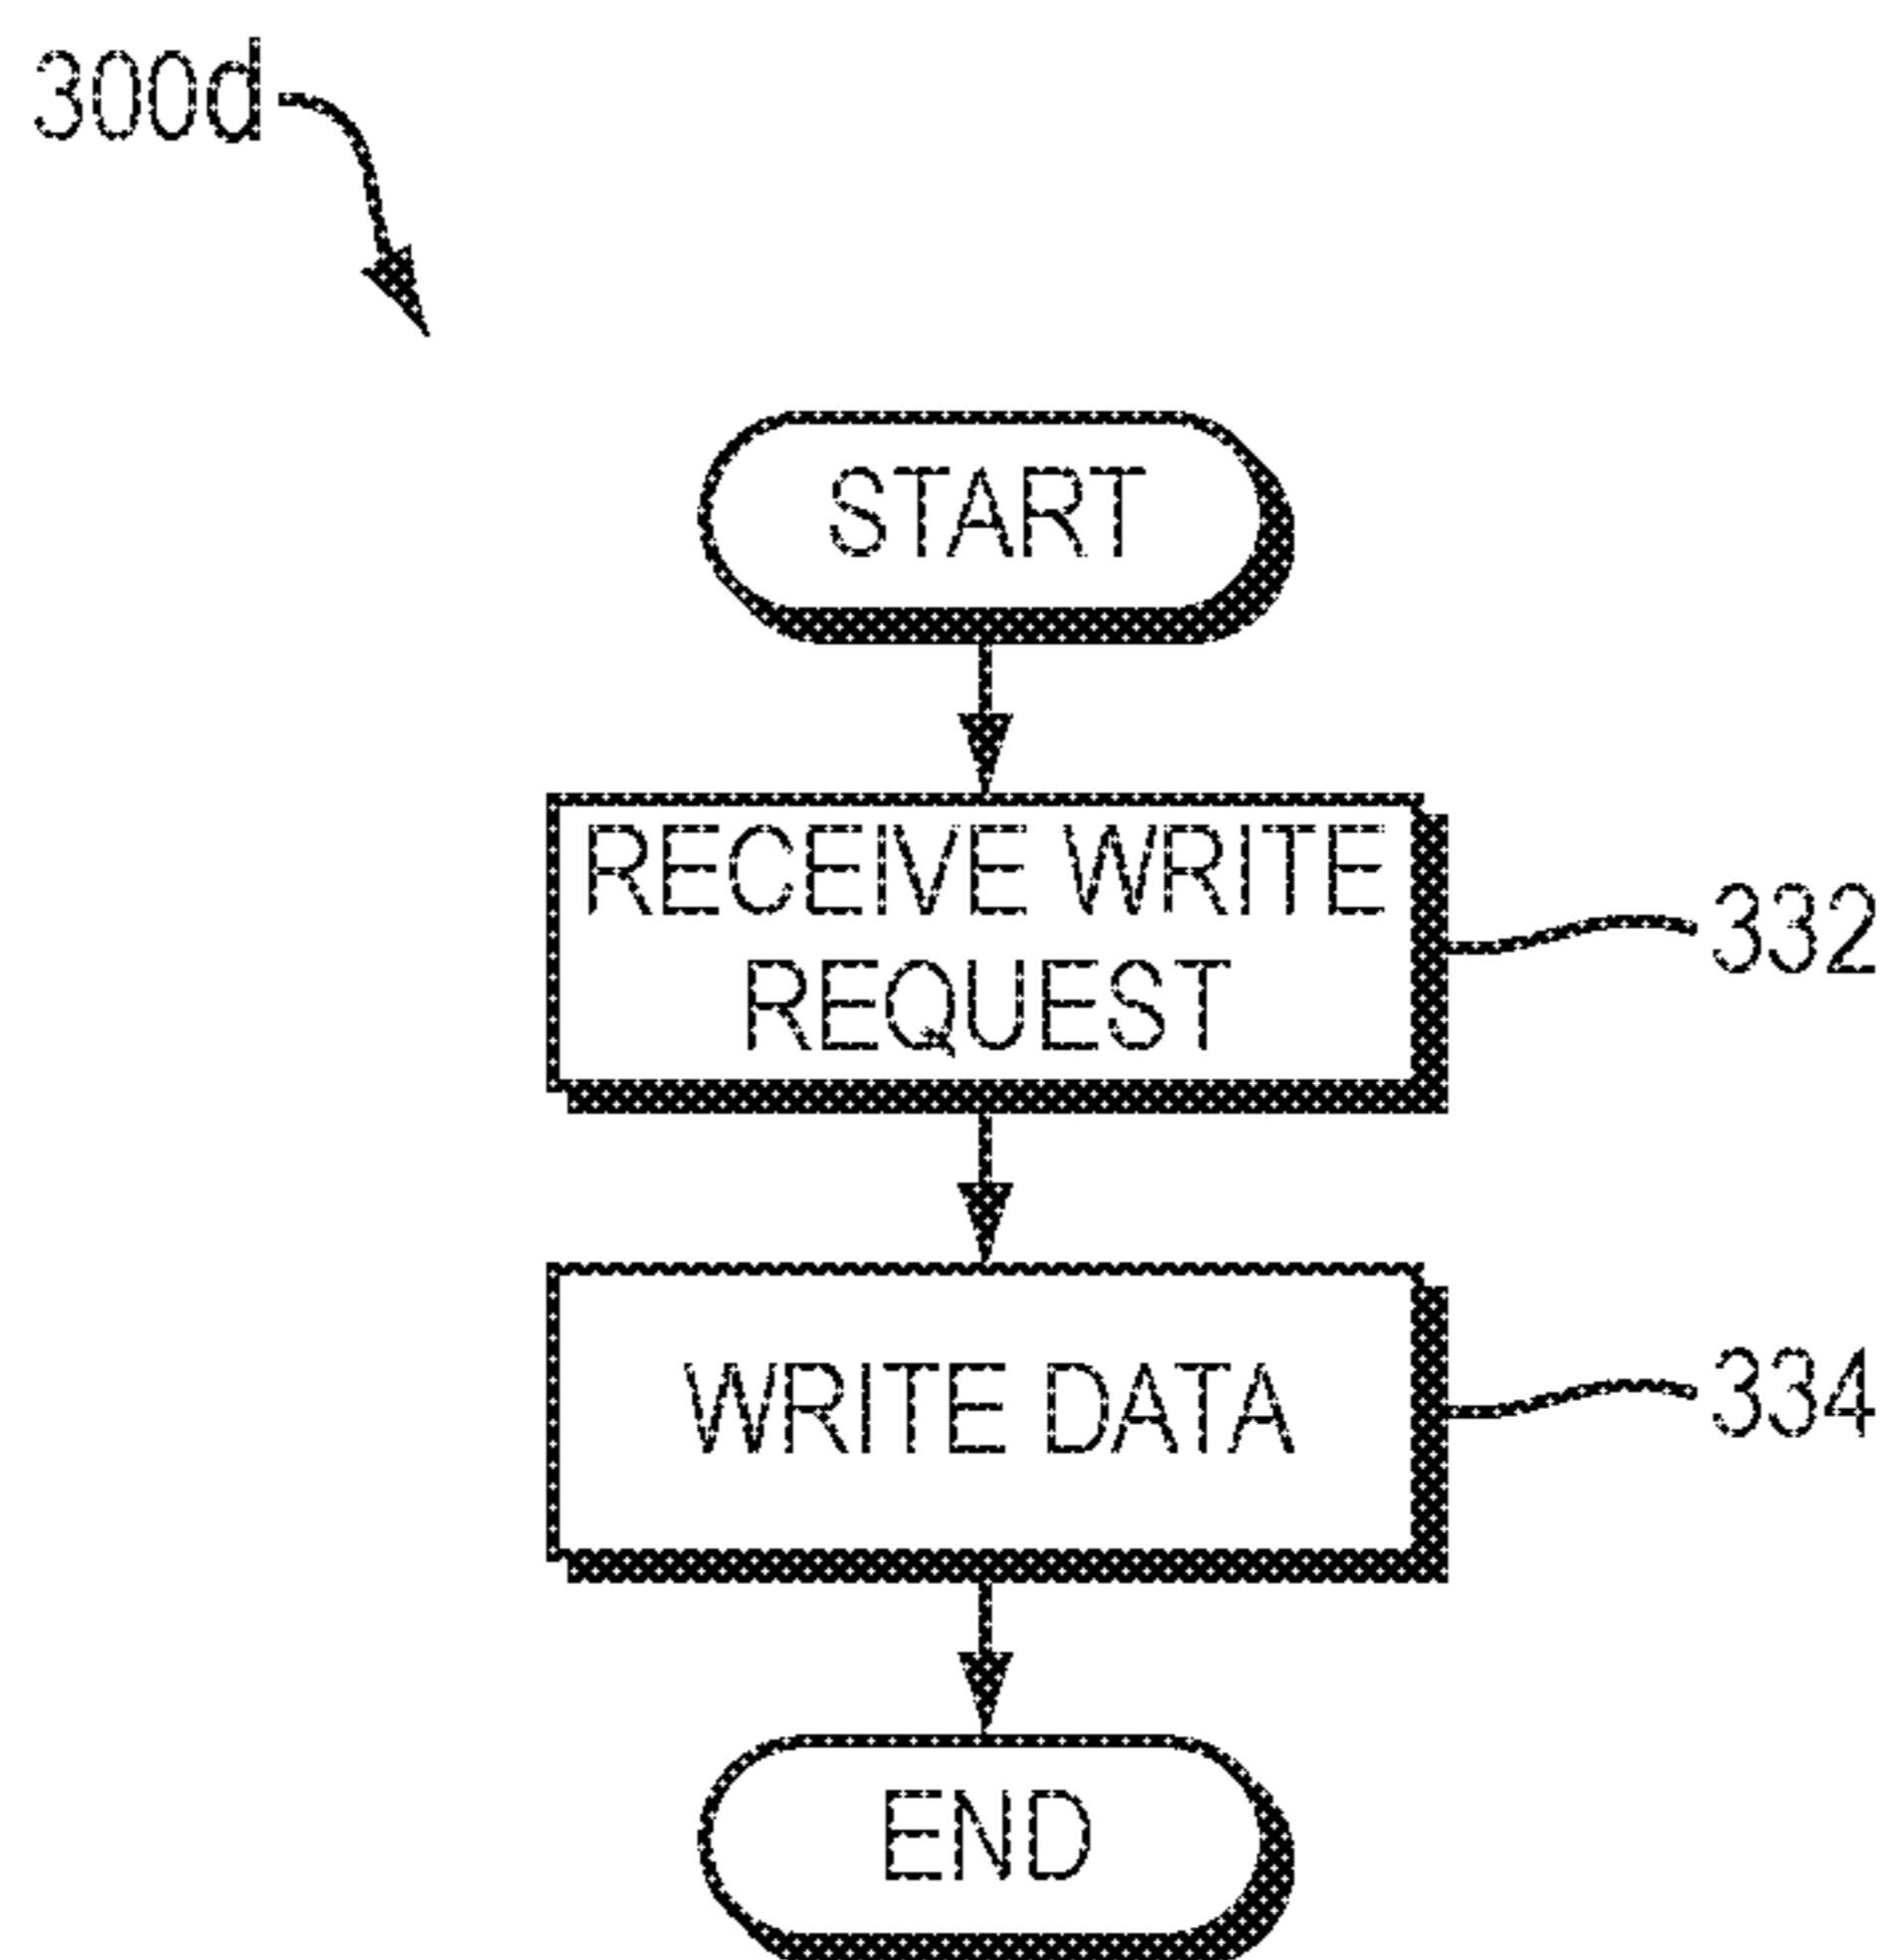 300d
START
RECEIVE WRITE
REQUEST
332
WRITE DATA
334
END